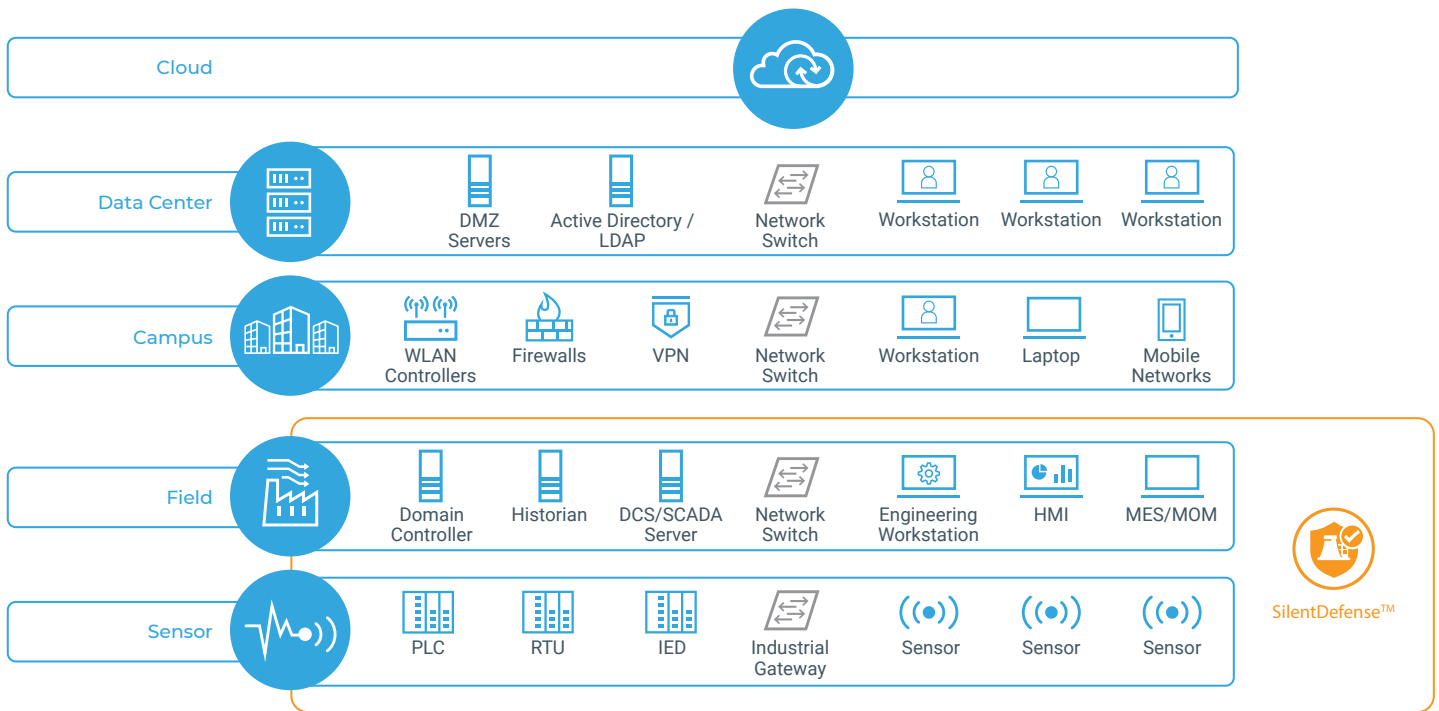 Cloud
Data Center
DMZ
Servers
Active Directory /
LDAP
Network
Switch
Workstation
Workstation
Workstation
Campus
WLAN
Controllers
Firewalls
VPN
Network
Switch
Workstation
Laptop
Mobile
Networks
Field
Domain
Controller
Historian
DCS/SCADA
Server
Network
Switch
Engineering
Workstation
HMI
MES/MOM
SilentDefense™
Sensor
PLC
RTU
IED
Industrial
Gateway
Sensor
Sensor
Sensor